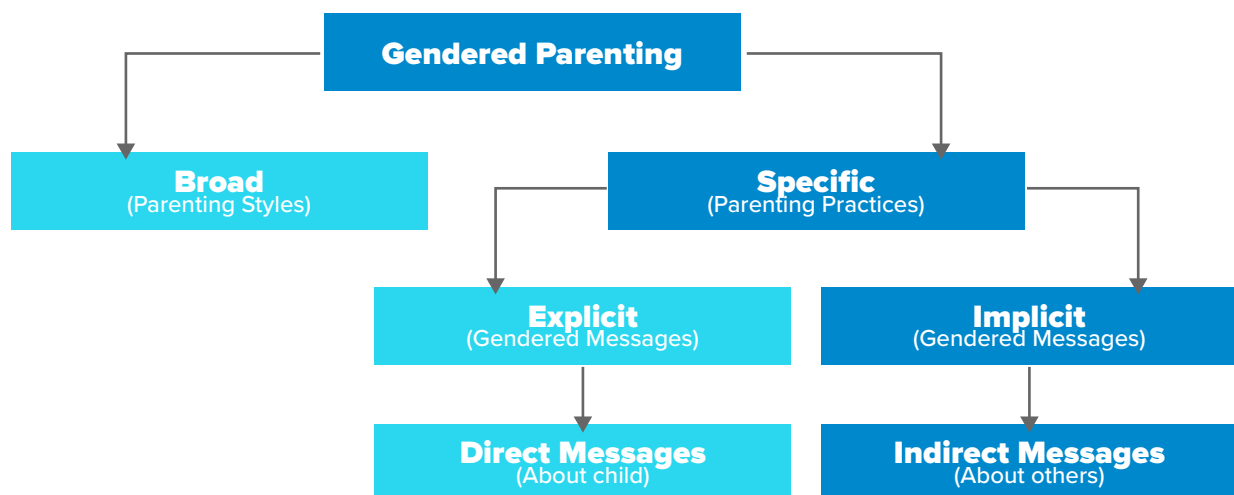 Gendered Parenting
Broad
(Parenting Styles)
Specific
(Parenting Practices)
Explicit
(Gendered Messages)
Implicit
(Gendered Messages)
Direct Messages
(About child)
Indirect Messages
(About others)